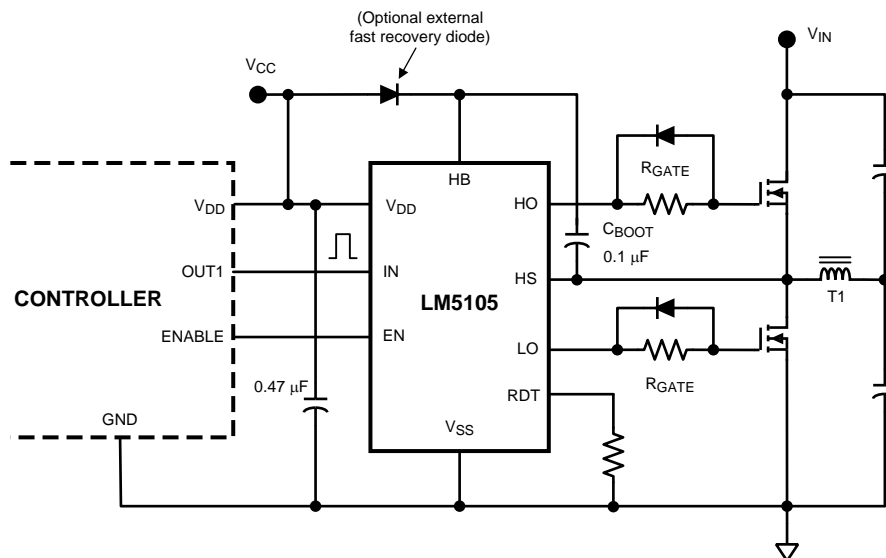 (Optional external
fast recovery diode)
VCC
VIN
HB
RGATE
VDD
VDD
HO
CBOOT
0.1 µF
OUT1
IN
HS
T1
CONTROLLER
LM5105
ENABLE
EN
LO
RGATE
0.47 µF
RDT
GND
VSS